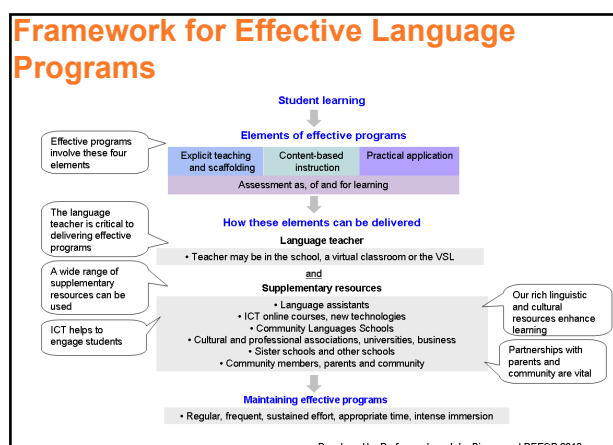 Framework for Effective Language
Programs
Student learning
Elements of effective programs
Effective programs
involve these four
elements
Explicit teaching
and scaffolding
Content-based
instruction
Practical application
Assessment as, of and for learning
The language
teacher is critical to
delivering effective
programs
How these elements can be delivered
Language teacher
• Teacher may be in the school, a virtual classroom or the VSL
and
A wide range of
supplementary
resources can be
used
Supplementary resources
• Language assistants
• ICT online courses, new technologies
• Community Languages Schools
• Cultural and professional associations, universities, business
• Sister schools and other schools
• Community members, parents and community
Our rich linguistic
and cultural
resources enhance
learning
ICT helps to
engage students
Partnerships with
parents and
community are vital
Maintaining effective programs
• Regular, frequent, sustained effort, appropriate time, intense immersion